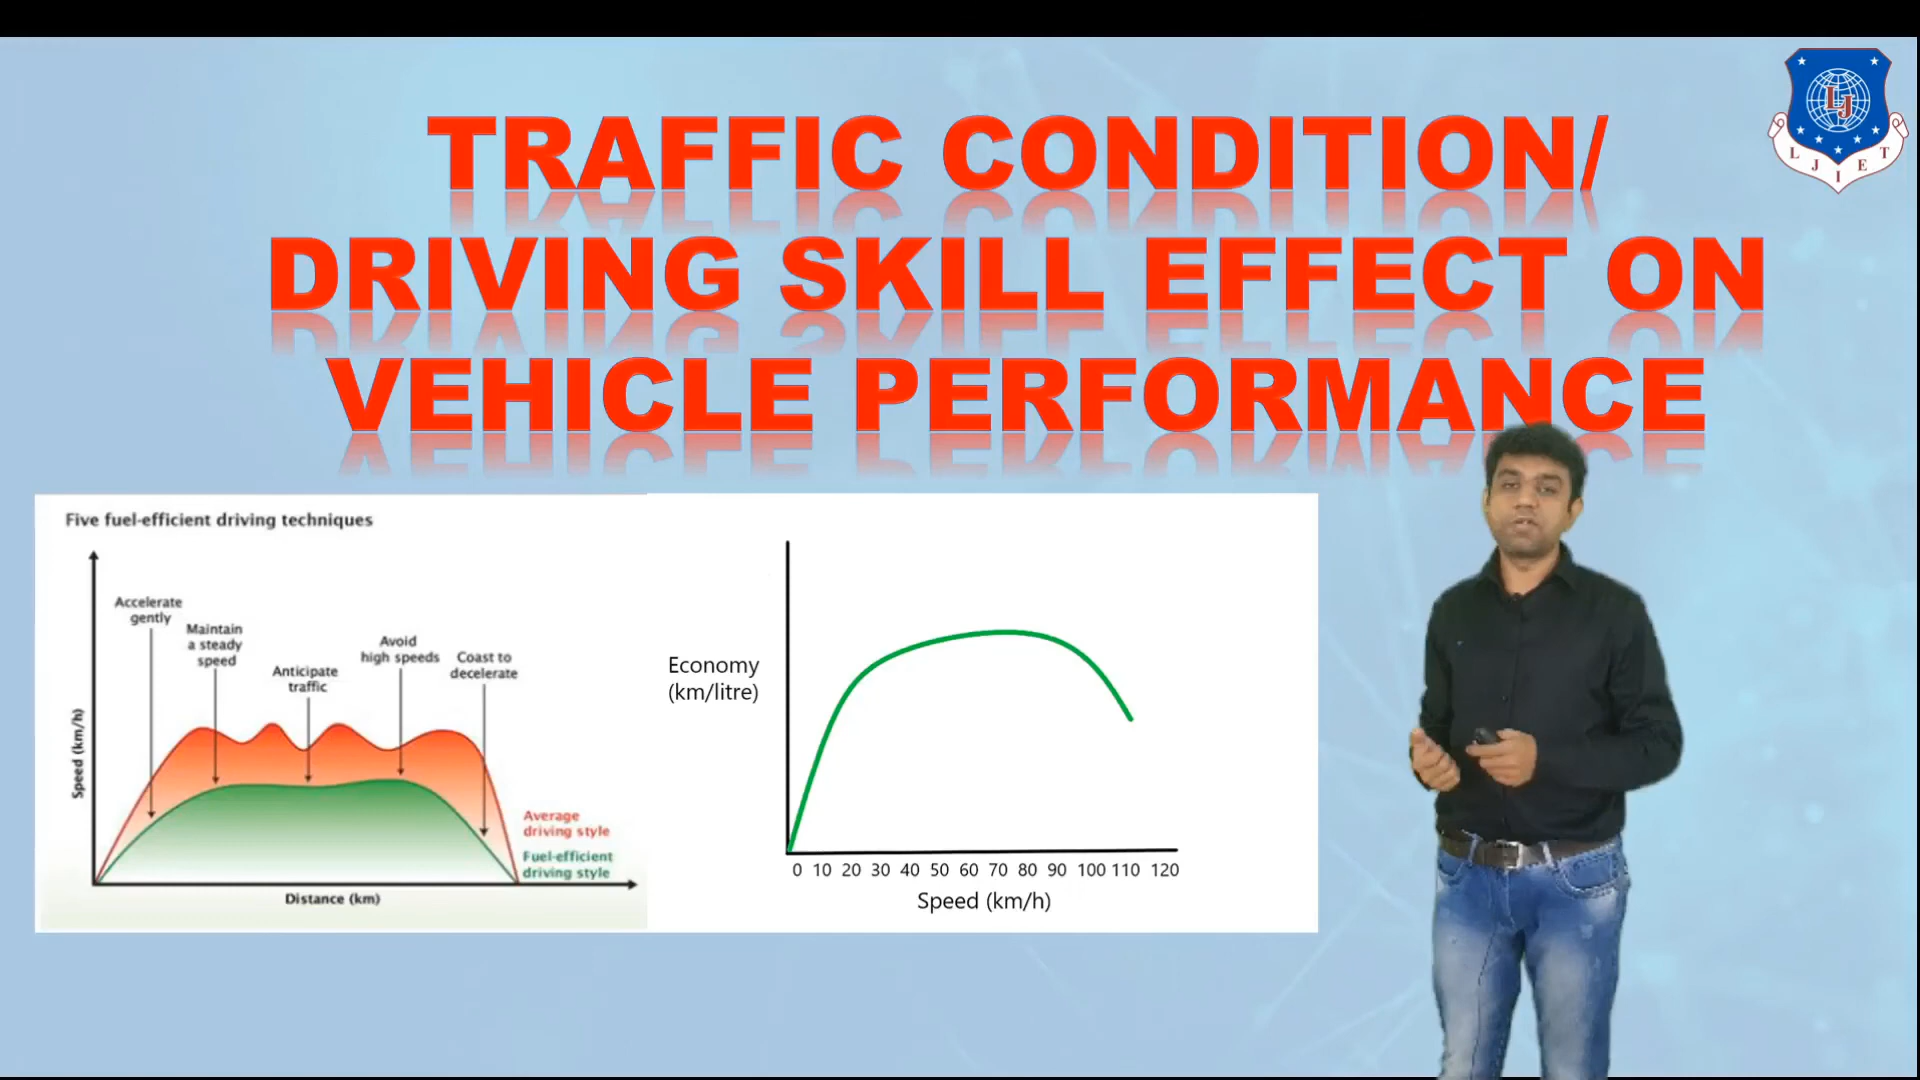 TRAFFIC CONDITION/
DRIVING SKILL EFFECT ON
VEHICLE PERFORMANCE
LJ
L J I E T
Five fuel-efficient driving techniques
Accelerate
gently
Maintain
a steady
speed
Anticipate
traffic
Avoid
high speeds
Coast to
decelerate
Speed (km/h)
Average
driving style
Fuel-efficient
driving style
Distance (km)
Economy
(km/litre)
0 10 20 30 40 50 60 70 80 90 100 110 120
Speed (km/h)